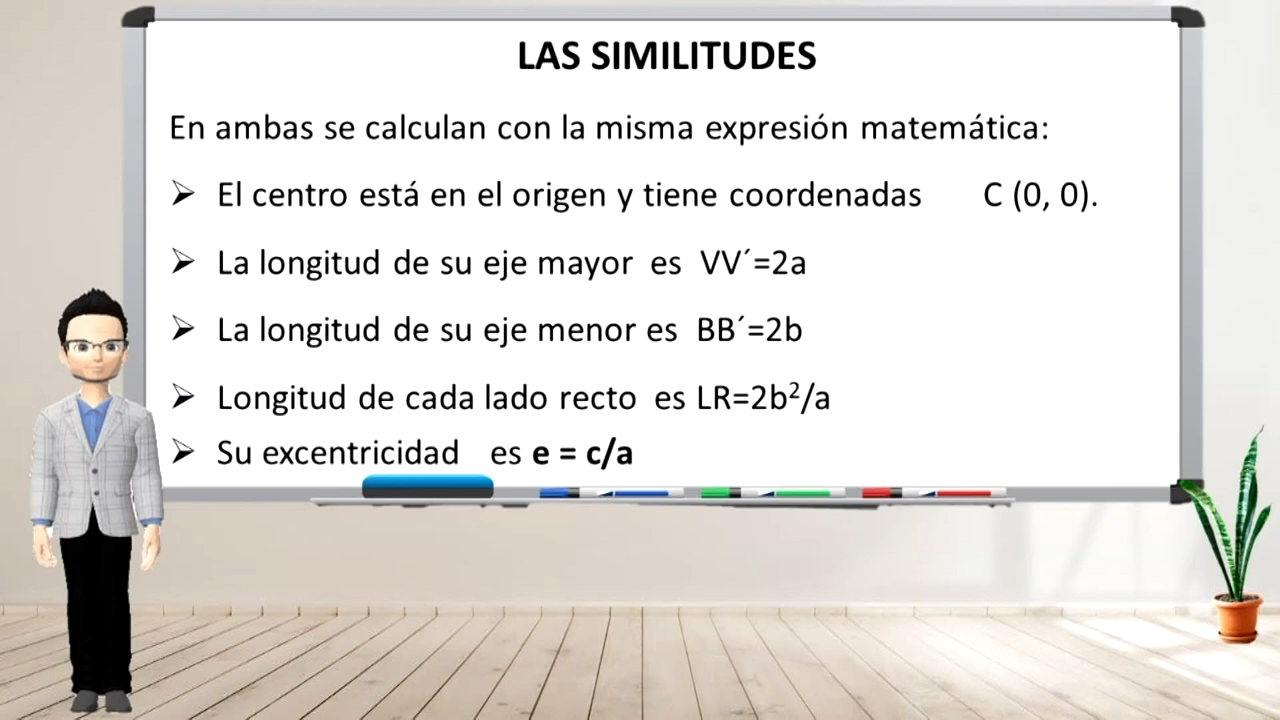 LAS SIMILITUDES
En ambas se calculan con la misma expresión matemática:
➢ El centro está en el origen y tiene coordenadas C (0, 0).
➢ La longitud de su eje mayor es VV´=2a
➢ La longitud de su eje menor es BB´=2b
➢ Longitud de cada lado recto es LR=2b²/a
➢ Su excentricidad es e = c/a